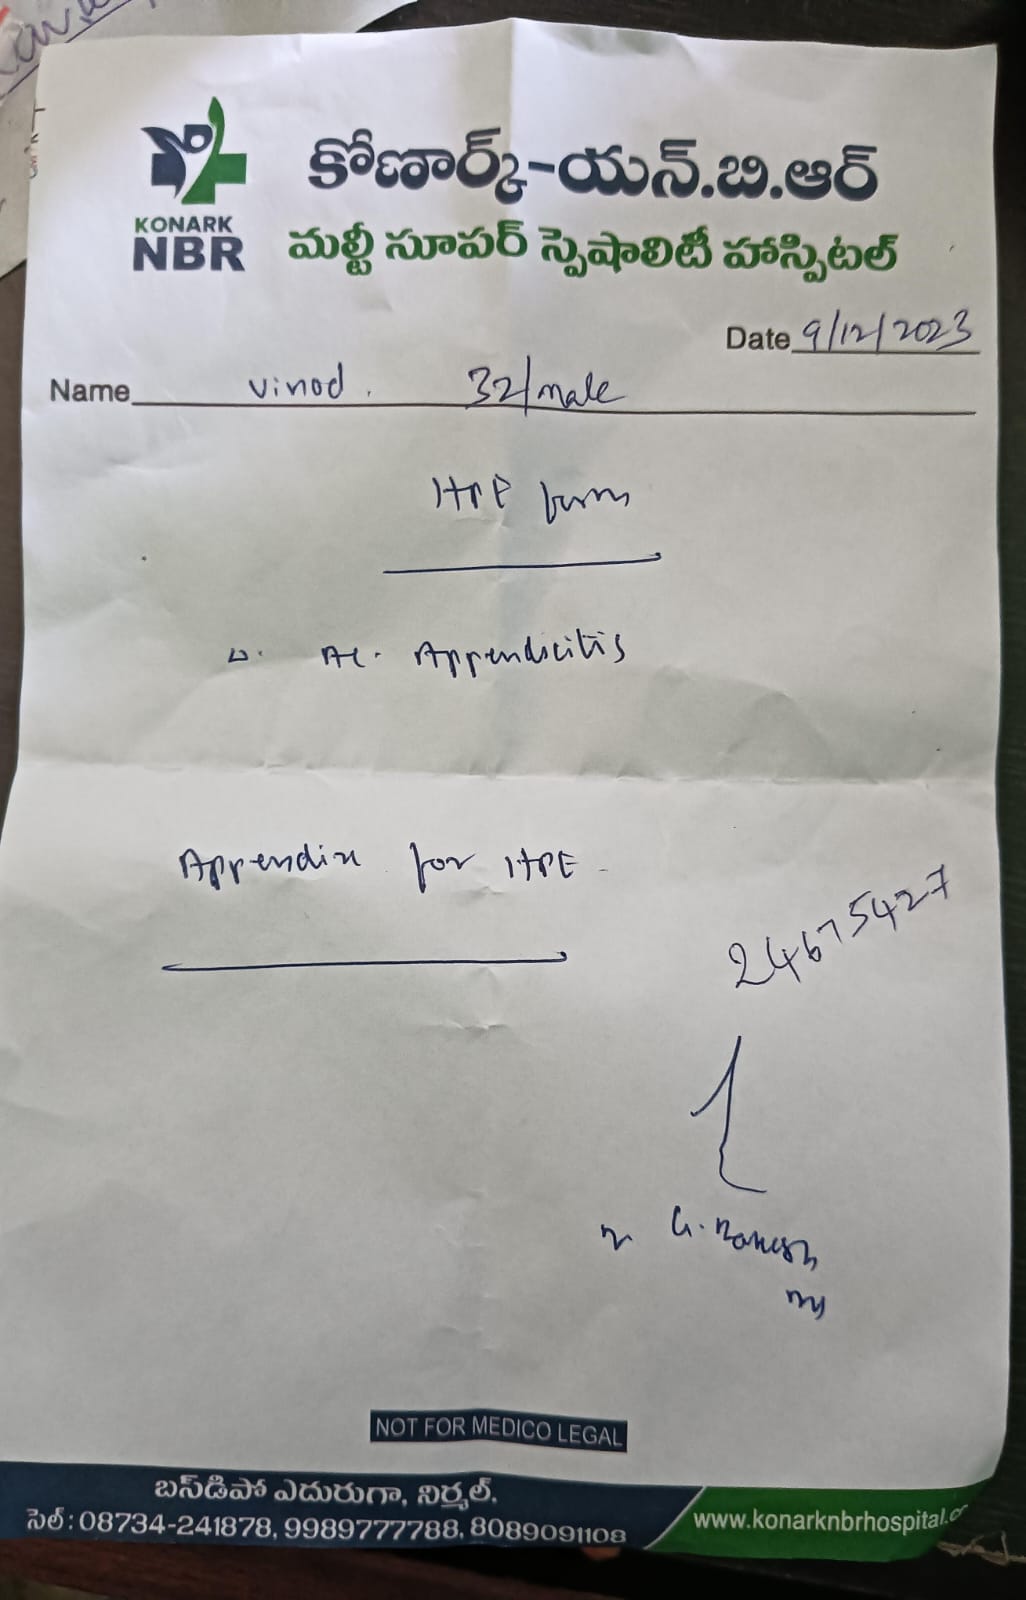 KONARK
NBR
కోణార్క్-యన్.బి.ఆర్
మల్టీ సూపర్ స్పెషాలిటీ హాస్పిటల్
Date 9/12/2023
Name vinod. 32/male
HPE form
Ac. Appendicitis
Appendix for HPE
24675427
G.
NOT FOR MEDICO LEGAL
బస్‌డిపో ఎదురుగా, నిర్మల్.
సెల్ : 08734-241878, 9989777788, 8089091108
www.konarknbrhospital.c